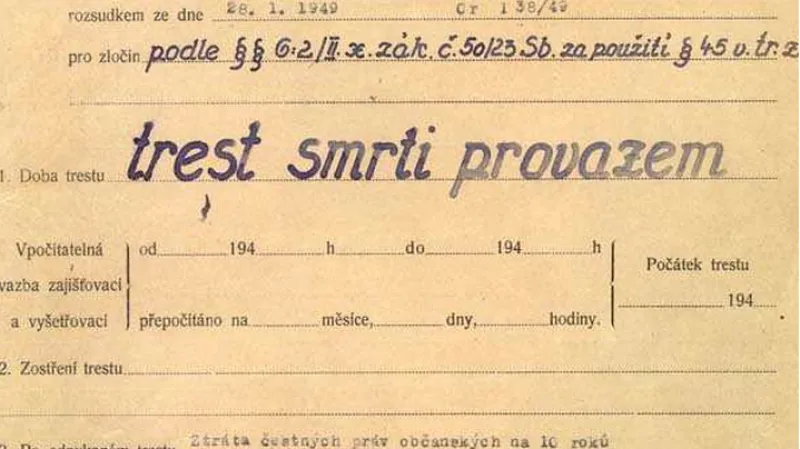 rozsudkem ze dne 28. 1. 1949 Or I 38/49
pro zločin podle §§ 6:2/II. x. zák. č. 50/23 Sb. za použití § 45 v. tr. z
1. Doba trestu trest smrti provazem
Vpočitatelná
vazba zajišťovací
a vyšetřovací
od 194 h do 194 h
přepočítáno na měsíce, dny, hodiny.
Počátek trestu
194
2. Zostření trestu
Ztráta čestných práv občanských na 10 roků